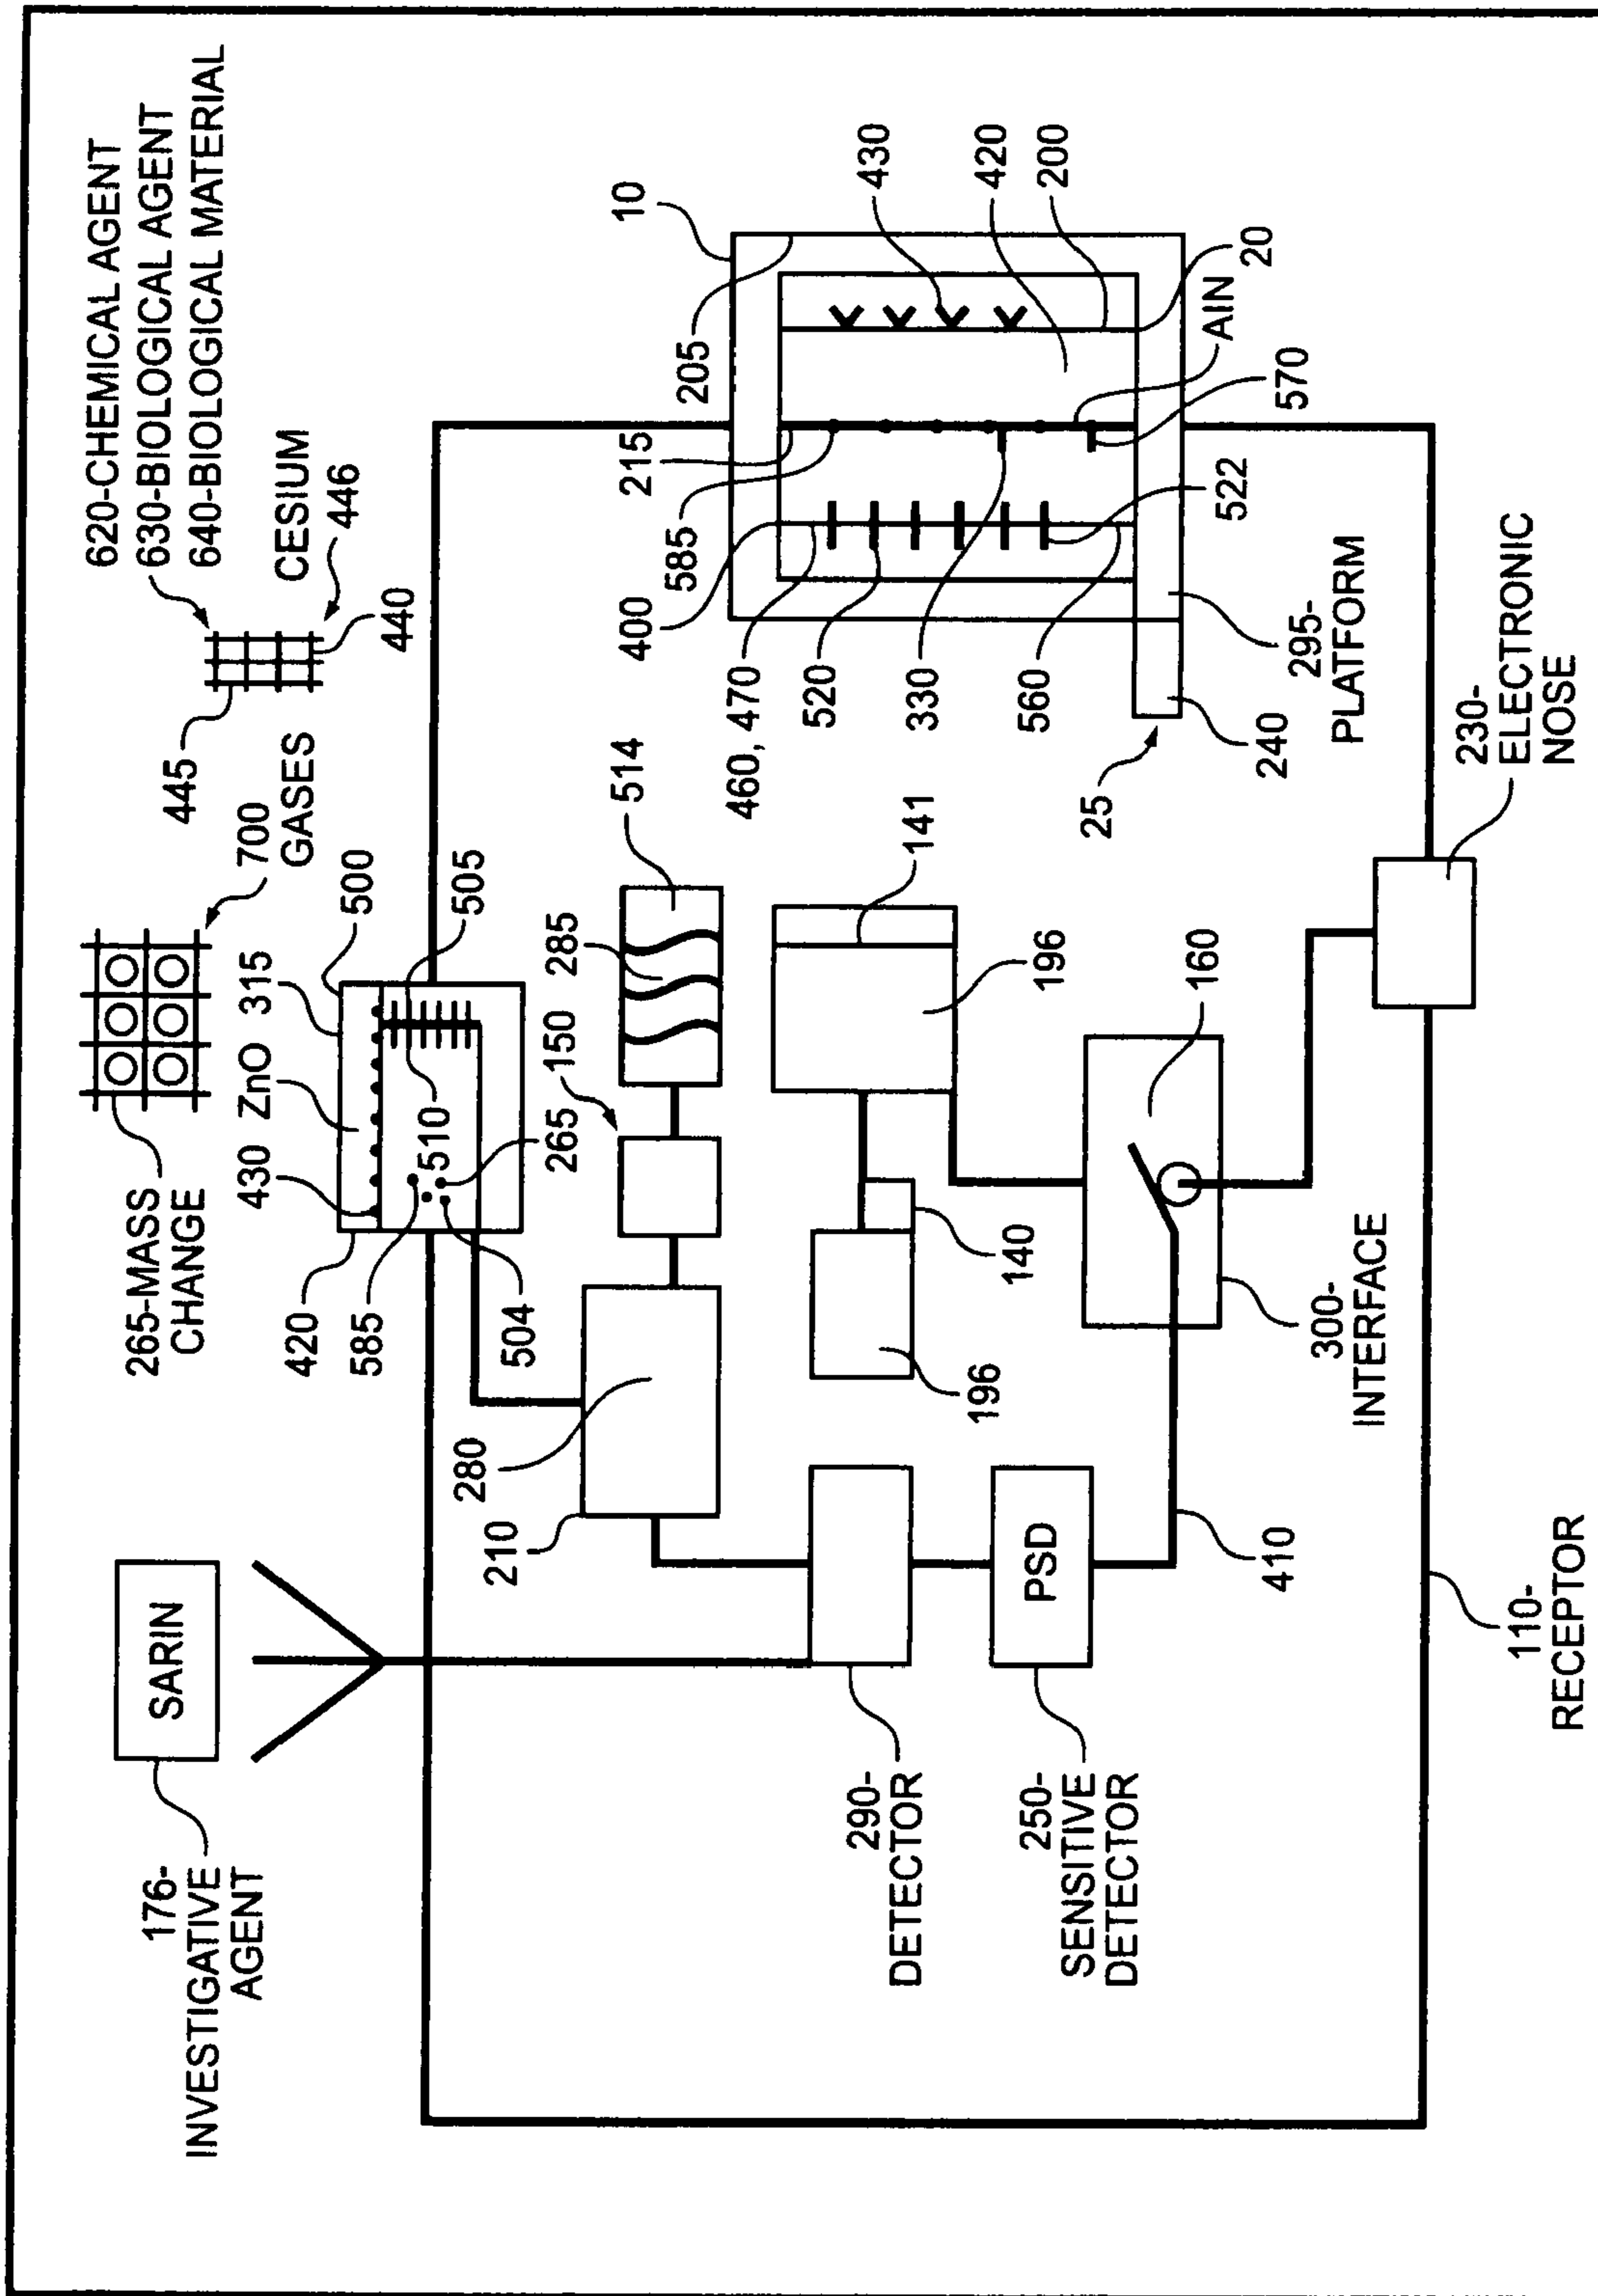 176-
INVESTIGATIVE
AGENT
SARIN
265-MASS
CHANGE
700
GASES
620-CHEMICAL AGENT
630-BIOLOGICAL AGENT
640-BIOLOGICAL MATERIAL
CESIUM
445
446
440
420
430
ZnO
315
500
585
510
505
504
265
150
285
514
210
280
10
205
215
585
400
460, 470
520
330
560
522
430
420
200
20
AIN
570
25
240
295-
PLATFORM
141
196
140
196
160
290-
DETECTOR
250-
SENSITIVE
DETECTOR
PSD
410
300-
INTERFACE
230-
ELECTRONIC
NOSE
110-
RECEPTOR